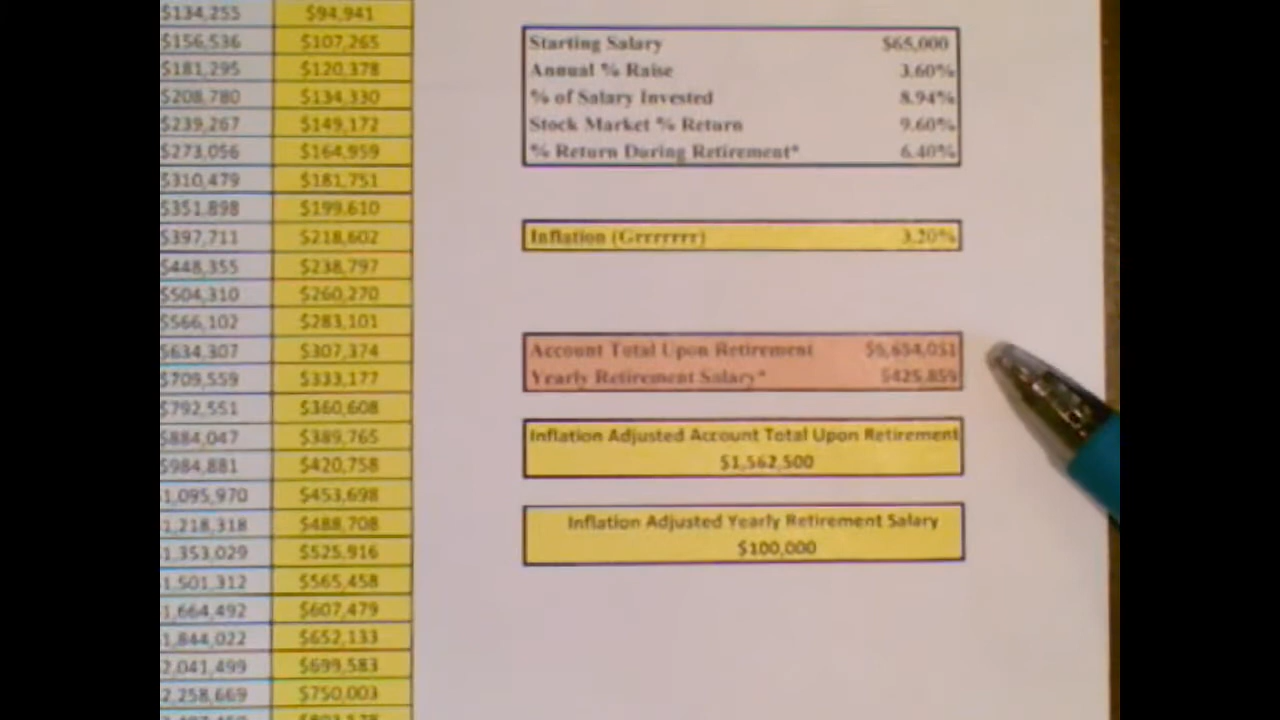 $134,255 $94,941
$156,536 $107,265
$181,295 $120,378
$208,780 $134,330
$239,267 $149,172
$273,056 $164,959
$310,479 $181,751
$351,898 $199,610
$397,711 $218,602
$448,355 $238,797
$504,310 $260,270
$566,102 $283,101
$634,307 $307,374
$709,559 $333,177
$792,551 $360,608
$884,047 $389,765
$984,881 $420,758
1,095,970 $453,698
1,218,318 $488,708
1,353,029 $525,916
1,501,312 $565,458
1,664,492 $607,479
1,844,022 $652,133
2,041,499 $699,583
2,258,669 $750,003
Starting Salary $65,000
Annual % Raise 3.60%
% of Salary Invested 8.94%
Stock Market % Return 9.60%
% Return During Retirement* 6.40%
Inflation (Grrrrrrr) 3.20%
Account Total Upon Retirement $6,654,051
Yearly Retirement Salary* $425,859
Inflation Adjusted Account Total Upon Retirement
$1,562,500
Inflation Adjusted Yearly Retirement Salary
$100,000